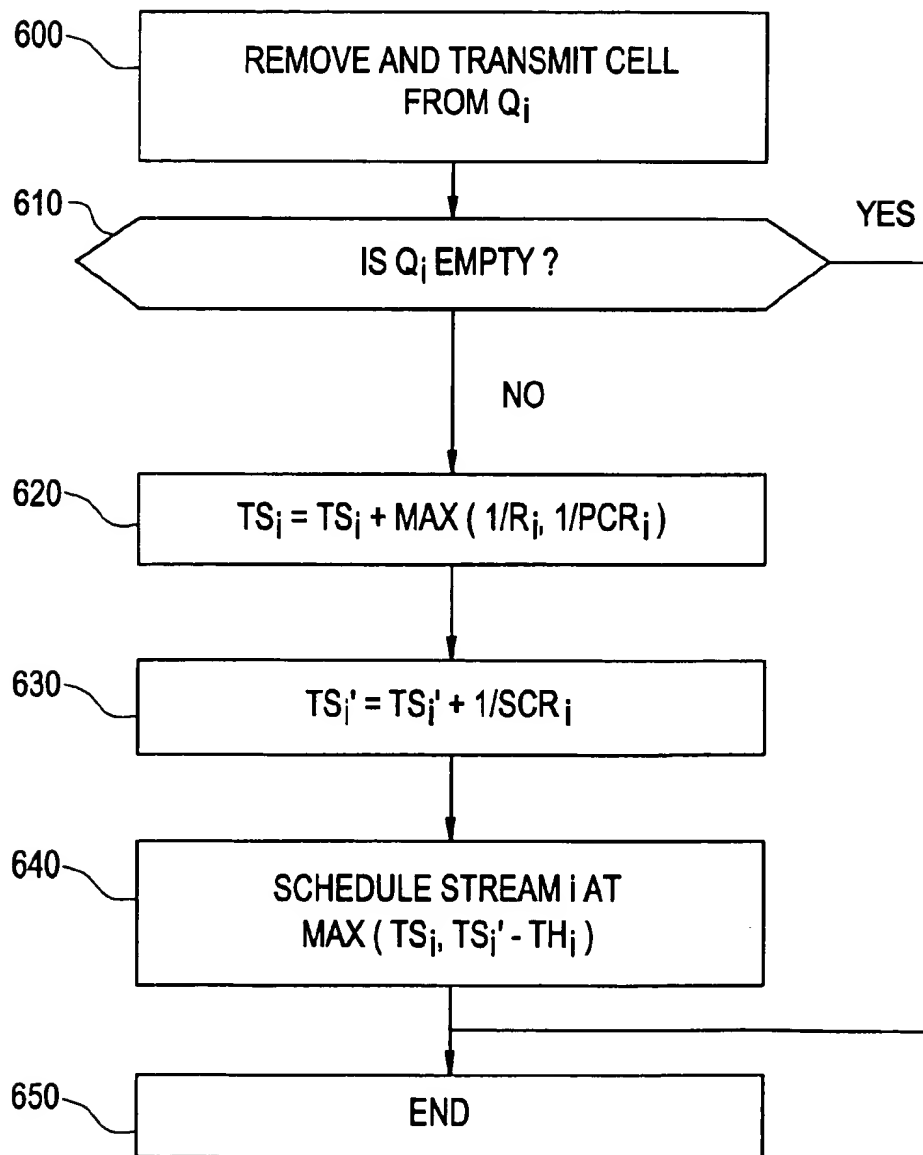 600
REMOVE AND TRANSMIT CELL
FROM Qi
610
YES
IS Qi EMPTY ?
NO
620
TSi = TSi + MAX ( 1/Ri, 1/PCRi )
630
TSi' = TSi' + 1/SCRi
640
SCHEDULE STREAM i AT
MAX ( TSi, TSi' - THi )
650
END